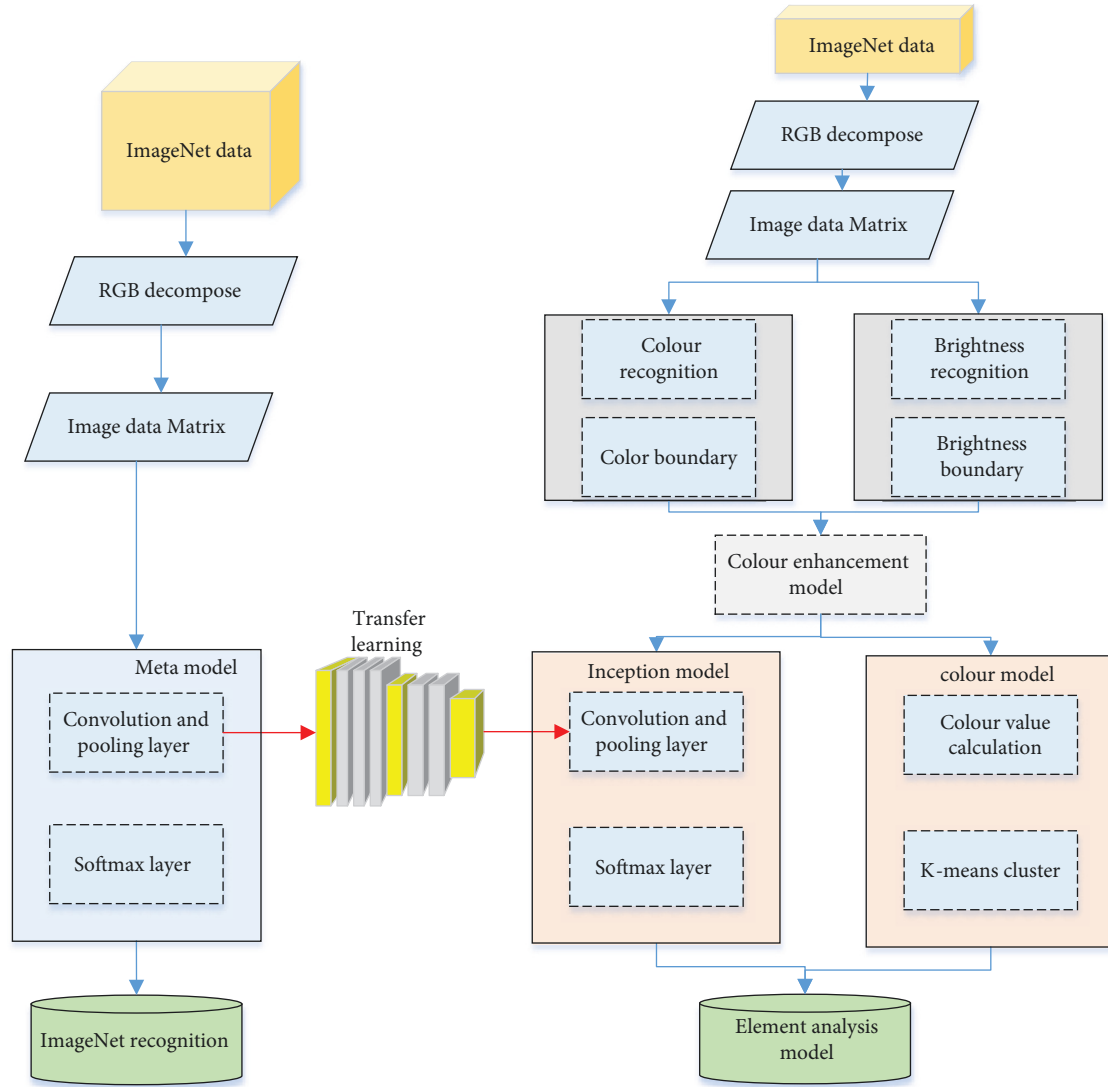 ImageNet data
RGB decompose
Image data Matrix
Meta model
Convolution and
pooling layer
Softmax layer
ImageNet recognition
Transfer
learning
ImageNet data
RGB decompose
Image data Matrix
Colour
recognition
Color boundary
Brightness
recognition
Brightness
boundary
Colour enhancement
model
Inception model
Convolution and
pooling layer
Softmax layer
colour model
Colour value
calculation
K-means cluster
Element analysis
model